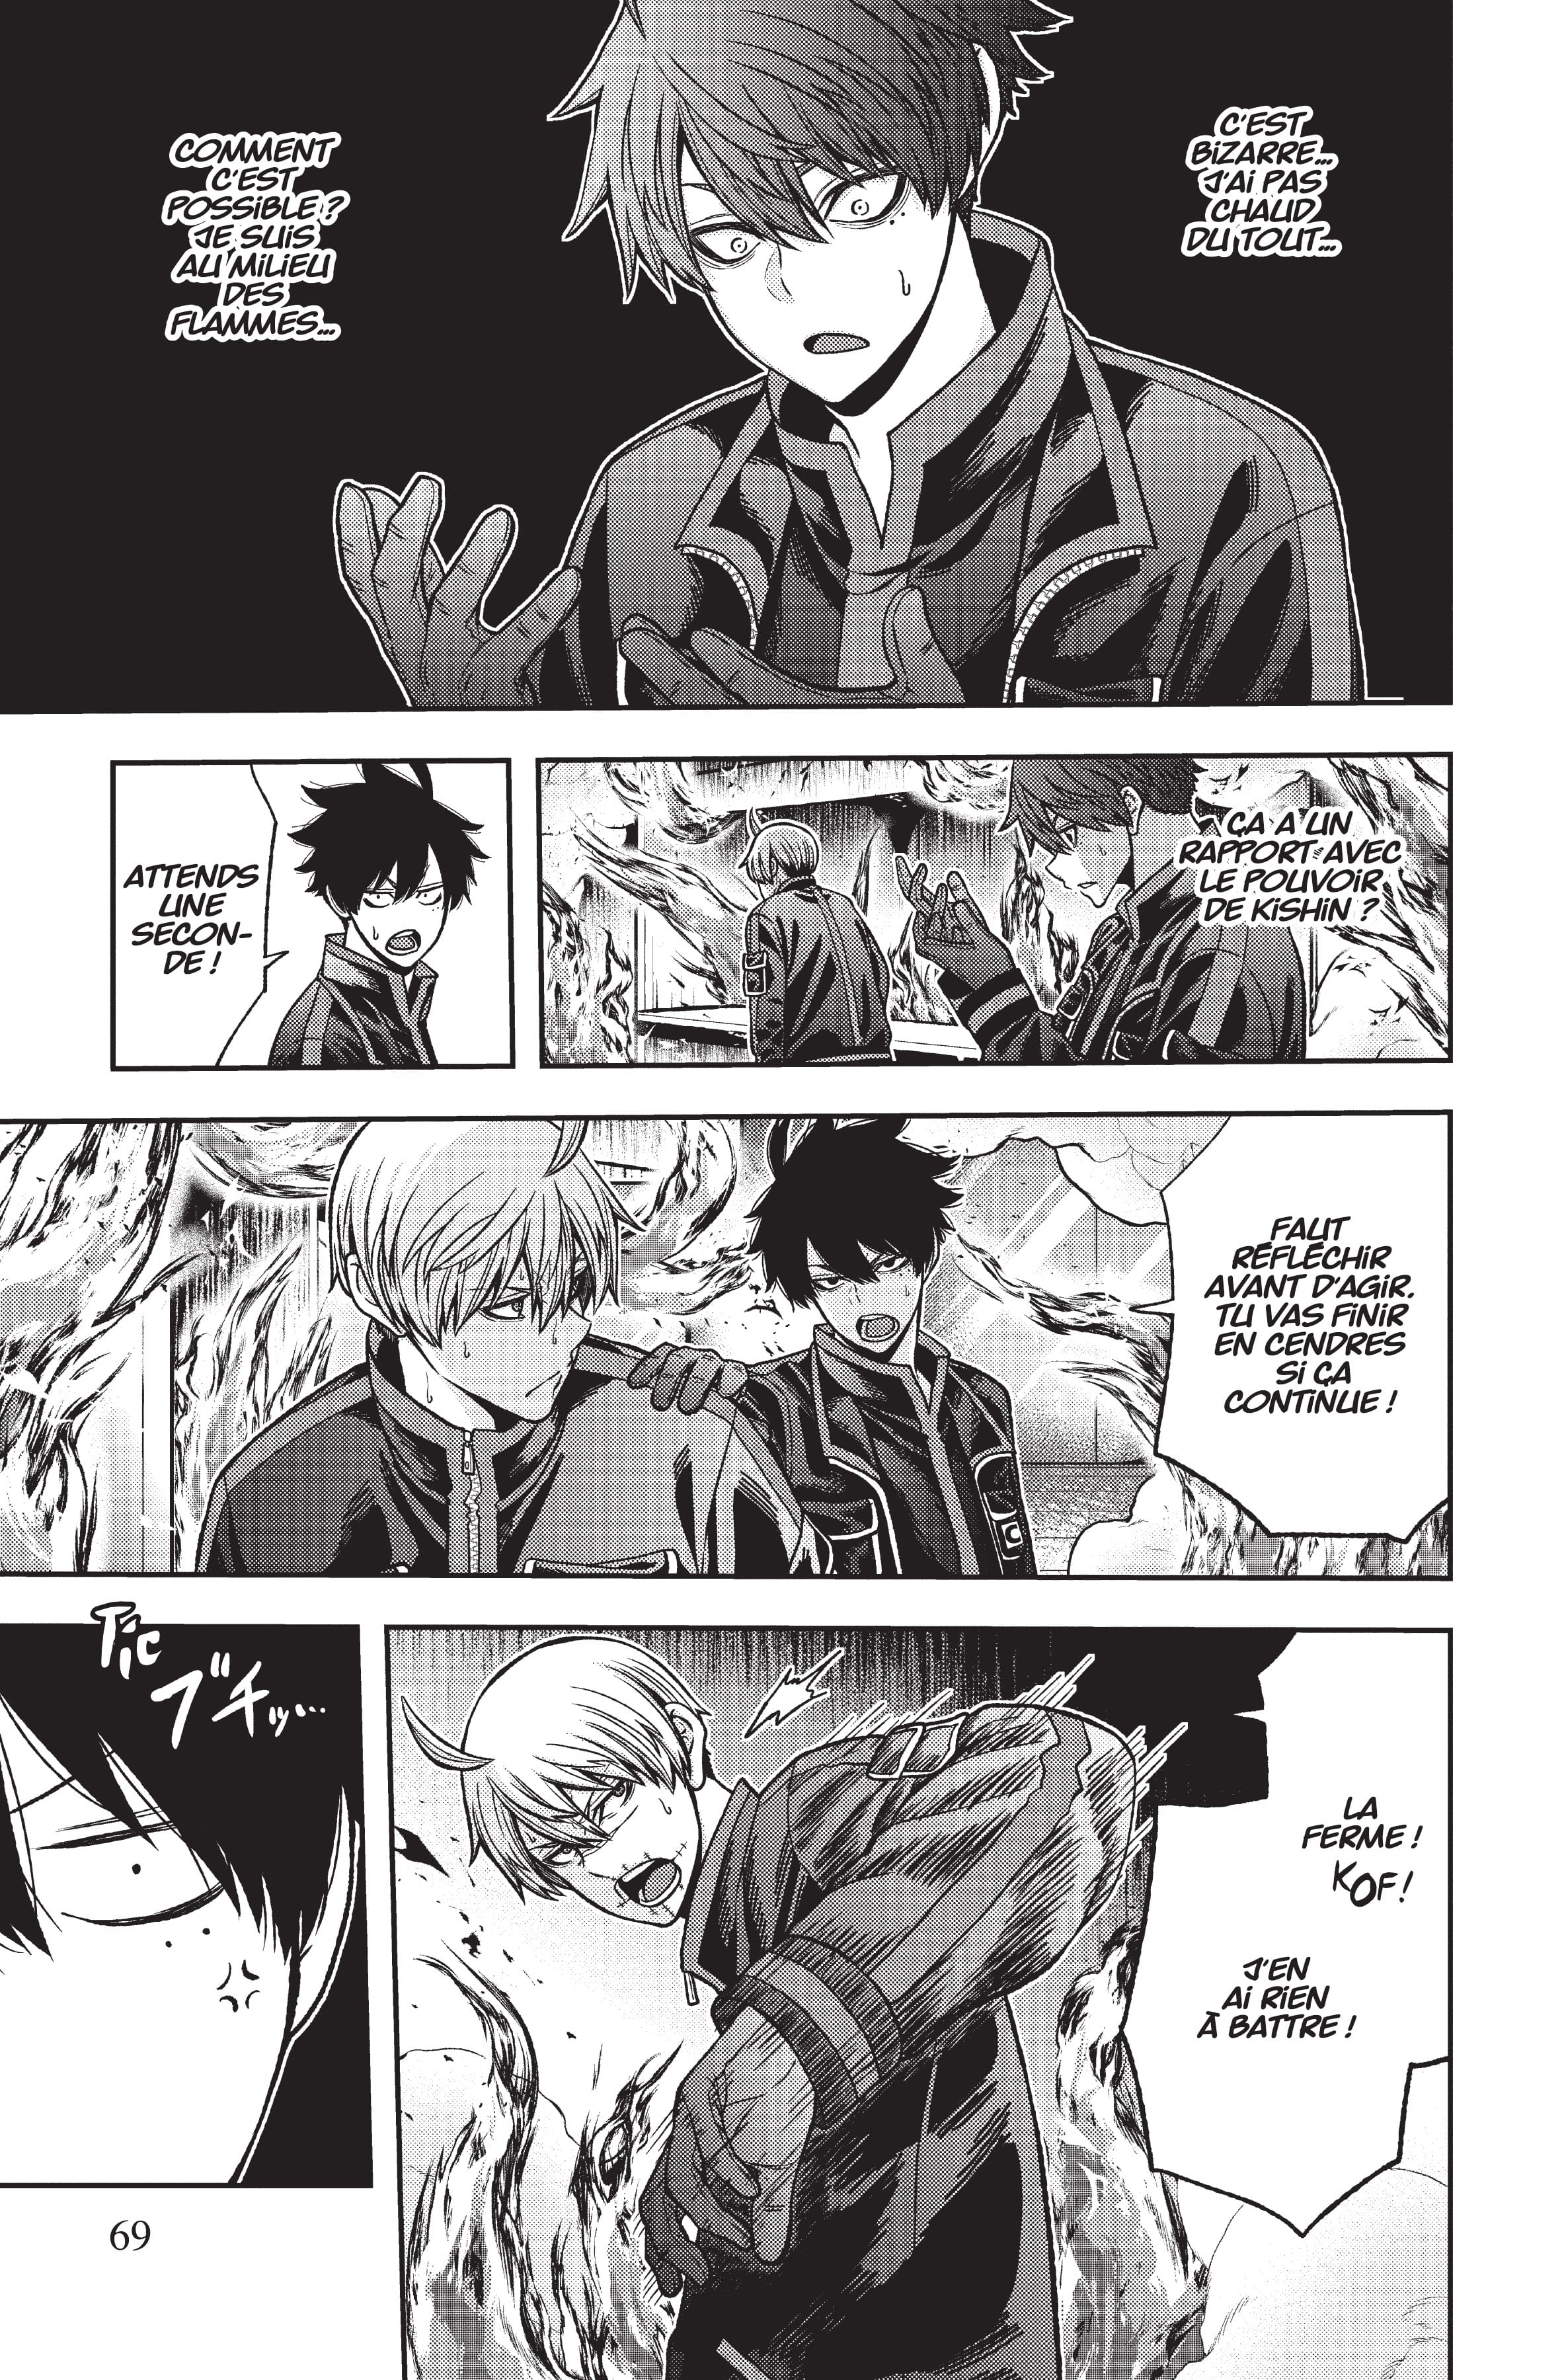 C'EST
BIZARRE...
J'AI PAS
CHAUD
DU TOUT...
COMMENT
C'EST
POSSIBLE ?
JE SUIS
AU MILIEU
DES
FLAMMES...
ÇA A UN
RAPPORT AVEC
LE POUVOIR
DE KISHIN ?
ATTENDS
UNE
SECON-
DE !
FAUT
RÉFLÉCHIR
AVANT D'AGIR.
TU VAS FINIR
EN CENDRES
SI ÇA
CONTINUE !
LA
FERME !
KOF !
J'EN
AI RIEN
À BATTRE !
TIC
ブチッ…
69